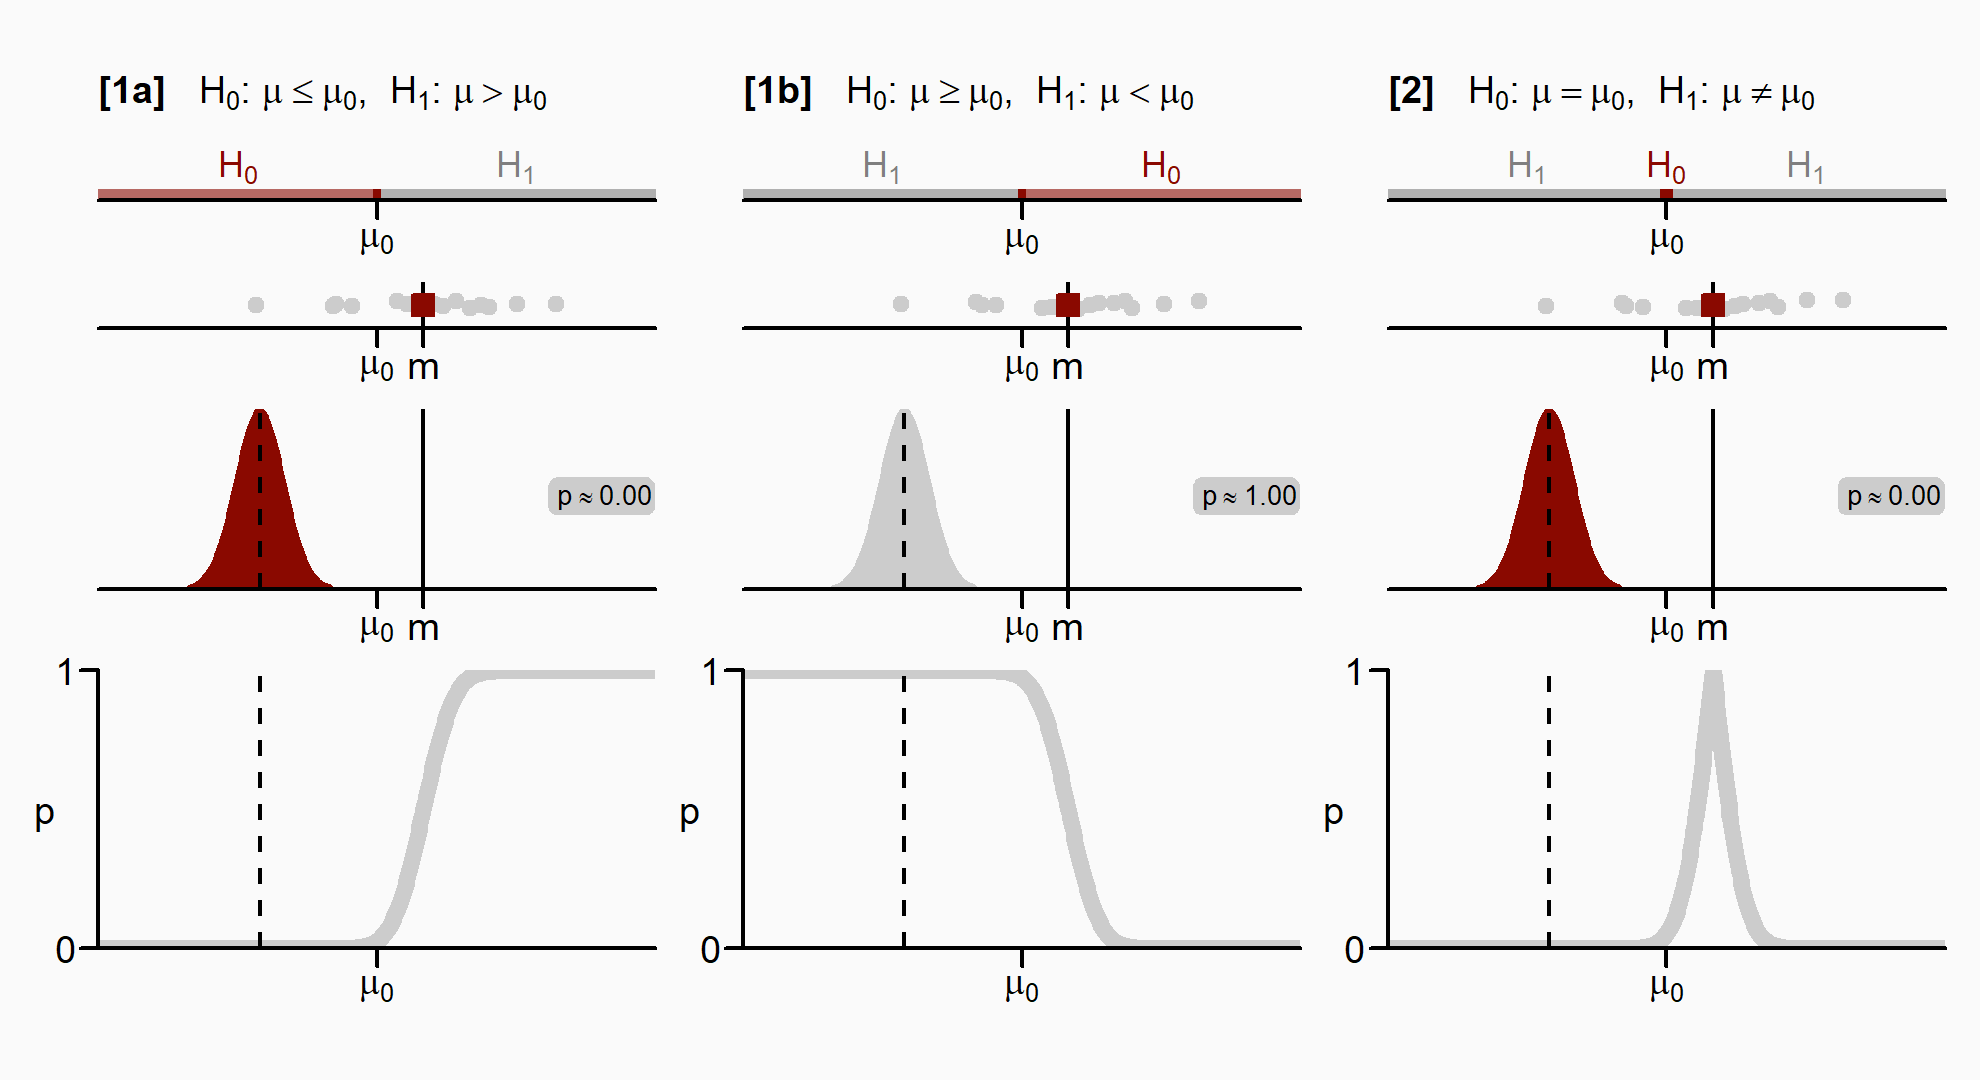 [1a] H₀: μ ≤ μ₀, H₁: μ > μ₀
H₀ H₁
μ₀
μ₀ m
p ≈ 0.00
μ₀ m
1
p
0
μ₀
[1b] H₀: μ ≥ μ₀, H₁: μ < μ₀
H₁ H₀
μ₀
μ₀ m
p ≈ 1.00
μ₀ m
1
p
0
μ₀
[2] H₀: μ = μ₀, H₁: μ ≠ μ₀
H₁ H₀ H₁
μ₀
μ₀ m
p ≈ 0.00
μ₀ m
1
p
0
μ₀